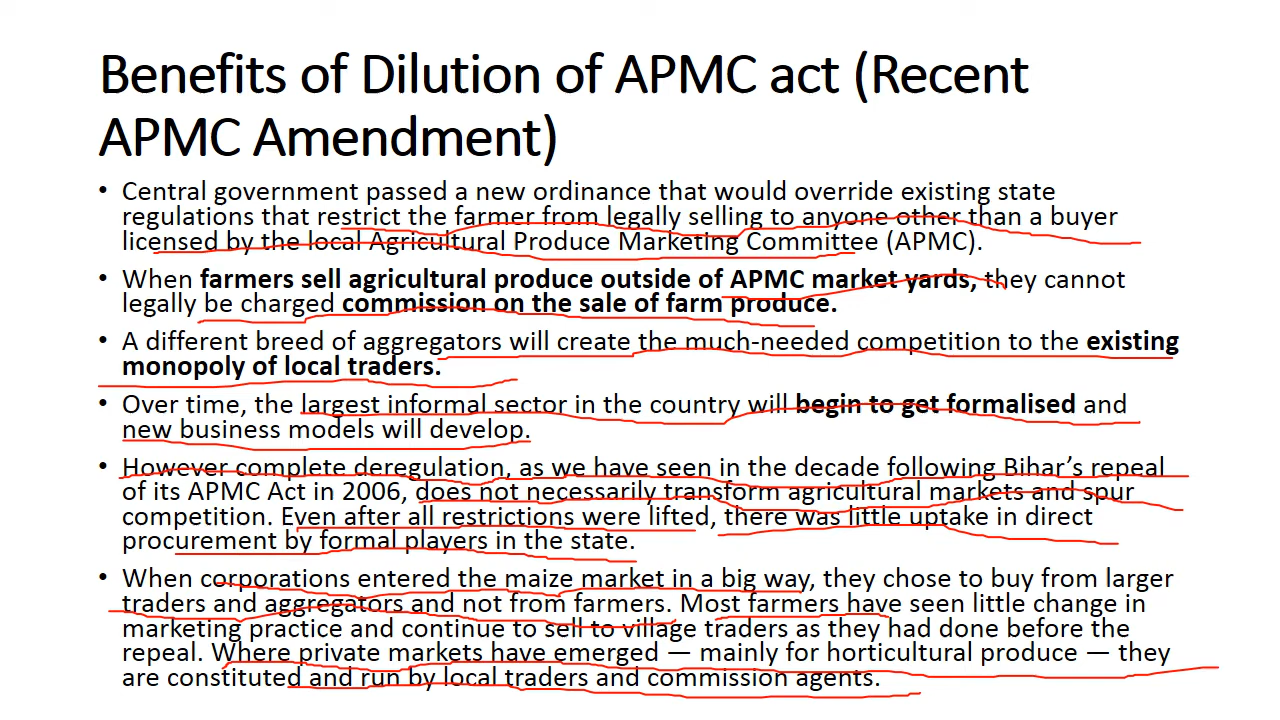 Benefits of Dilution of APMC act (Recent
APMC Amendment)
• Central government passed a new ordinance that would override existing state
regulations that restrict the farmer from legally selling to anyone other than a buyer
licensed by the local Agricultural Produce Marketing Committee (APMC).
• When farmers sell agricultural produce outside of APMC market yards, they cannot
legally be charged commission on the sale of farm produce.
• A different breed of aggregators will create the much-needed competition to the existing
monopoly of local traders.
• Over time, the largest informal sector in the country will begin to get formalised and
new business models will develop.
• However complete deregulation, as we have seen in the decade following Bihar’s repeal
of its APMC Act in 2006, does not necessarily transform agricultural markets and spur
competition. Even after all restrictions were lifted, there was little uptake in direct
procurement by formal players in the state.
• When corporations entered the maize market in a big way, they chose to buy from larger
traders and aggregators and not from farmers. Most farmers have seen little change in
marketing practice and continue to sell to village traders as they had done before the
repeal. Where private markets have emerged — mainly for horticultural produce — they
are constituted and run by local traders and commission agents.